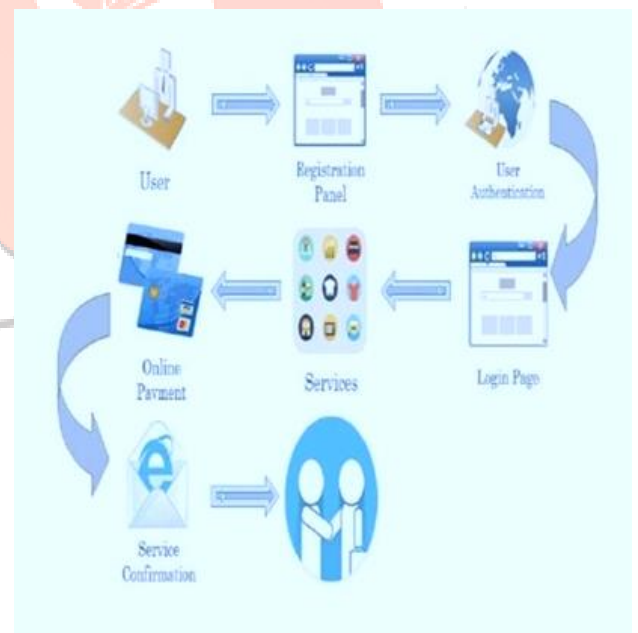 User
Registration
Panel
User
Authentication
Online
Payment
Services
Login Page
Service
Confirmation